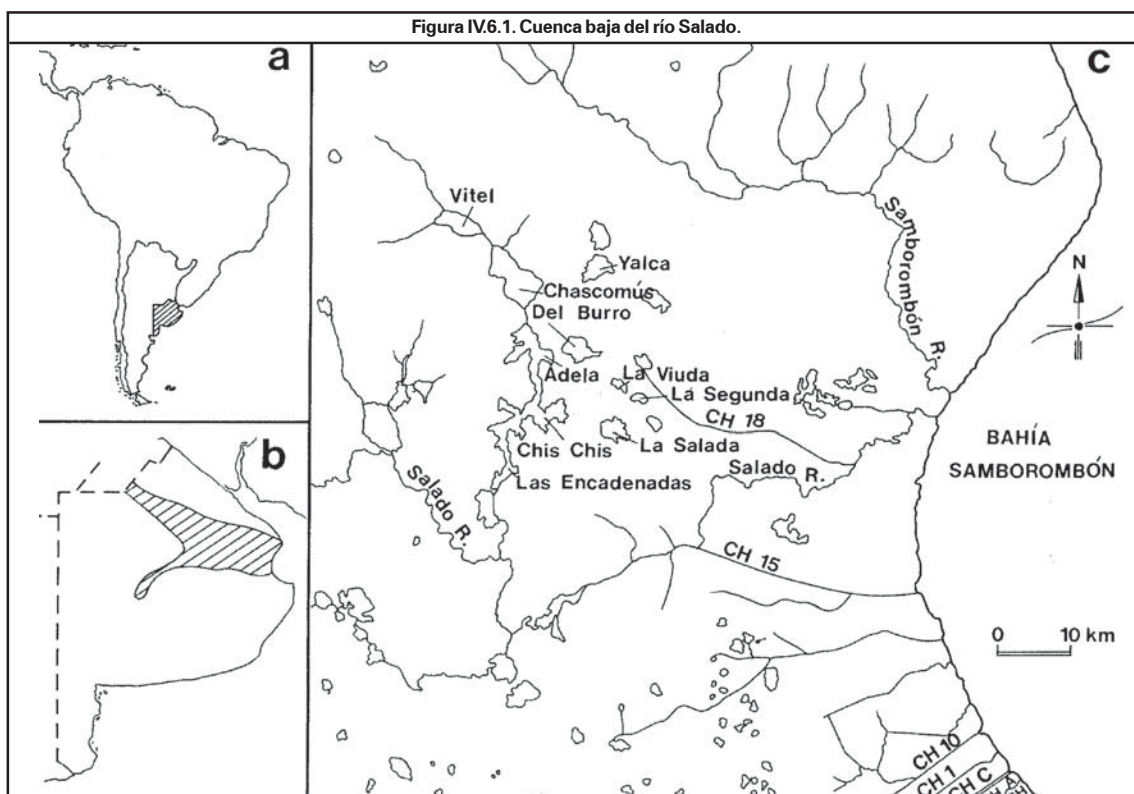 Figura IV.6.1. Cuenca baja del río Salado.
a
b
c
Vitel
Yalca
Chascomús
Del Burro
Adela
La Viuda
La Segunda
CH 18
Chis Chis
La Salada
Las Encadenadas
Salado R.
Salado R.
Samborombón R.
N
BAHÍA
SAMBOROMBÓN
CH 15
0 10 km
CH 10
CH 1
CH C